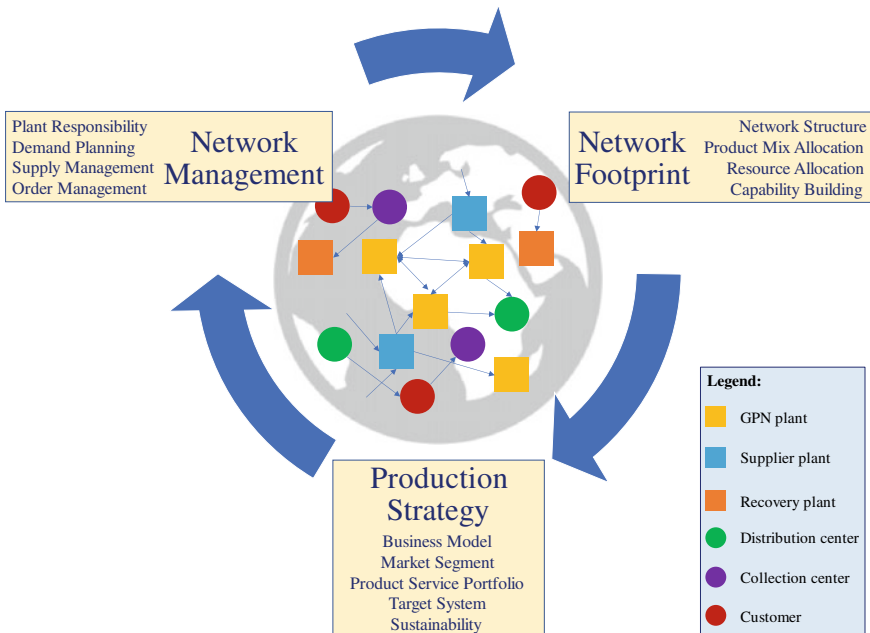 Plant Responsibility
Demand Planning
Supply Management
Order Management
Network
Management
Network
Footprint
Network Structure
Product Mix Allocation
Resource Allocation
Capability Building
Production
Strategy
Business Model
Market Segment
Product Service Portfolio
Target System
Sustainability
Legend:
GPN plant
Supplier plant
Recovery plant
Distribution center
Collection center
Customer